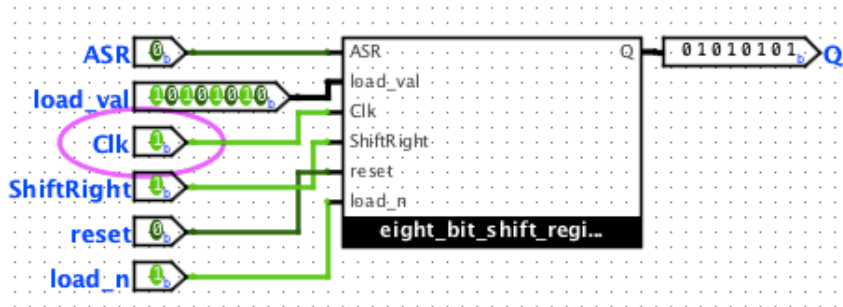 ASR 0b ASR Q 01010101b Q
load_val 10101010b load_val
Clk 1b Clk
ShiftRight 1b ShiftRight
reset 0b reset
load_n 1b load_n
eight_bit_shift_regi...